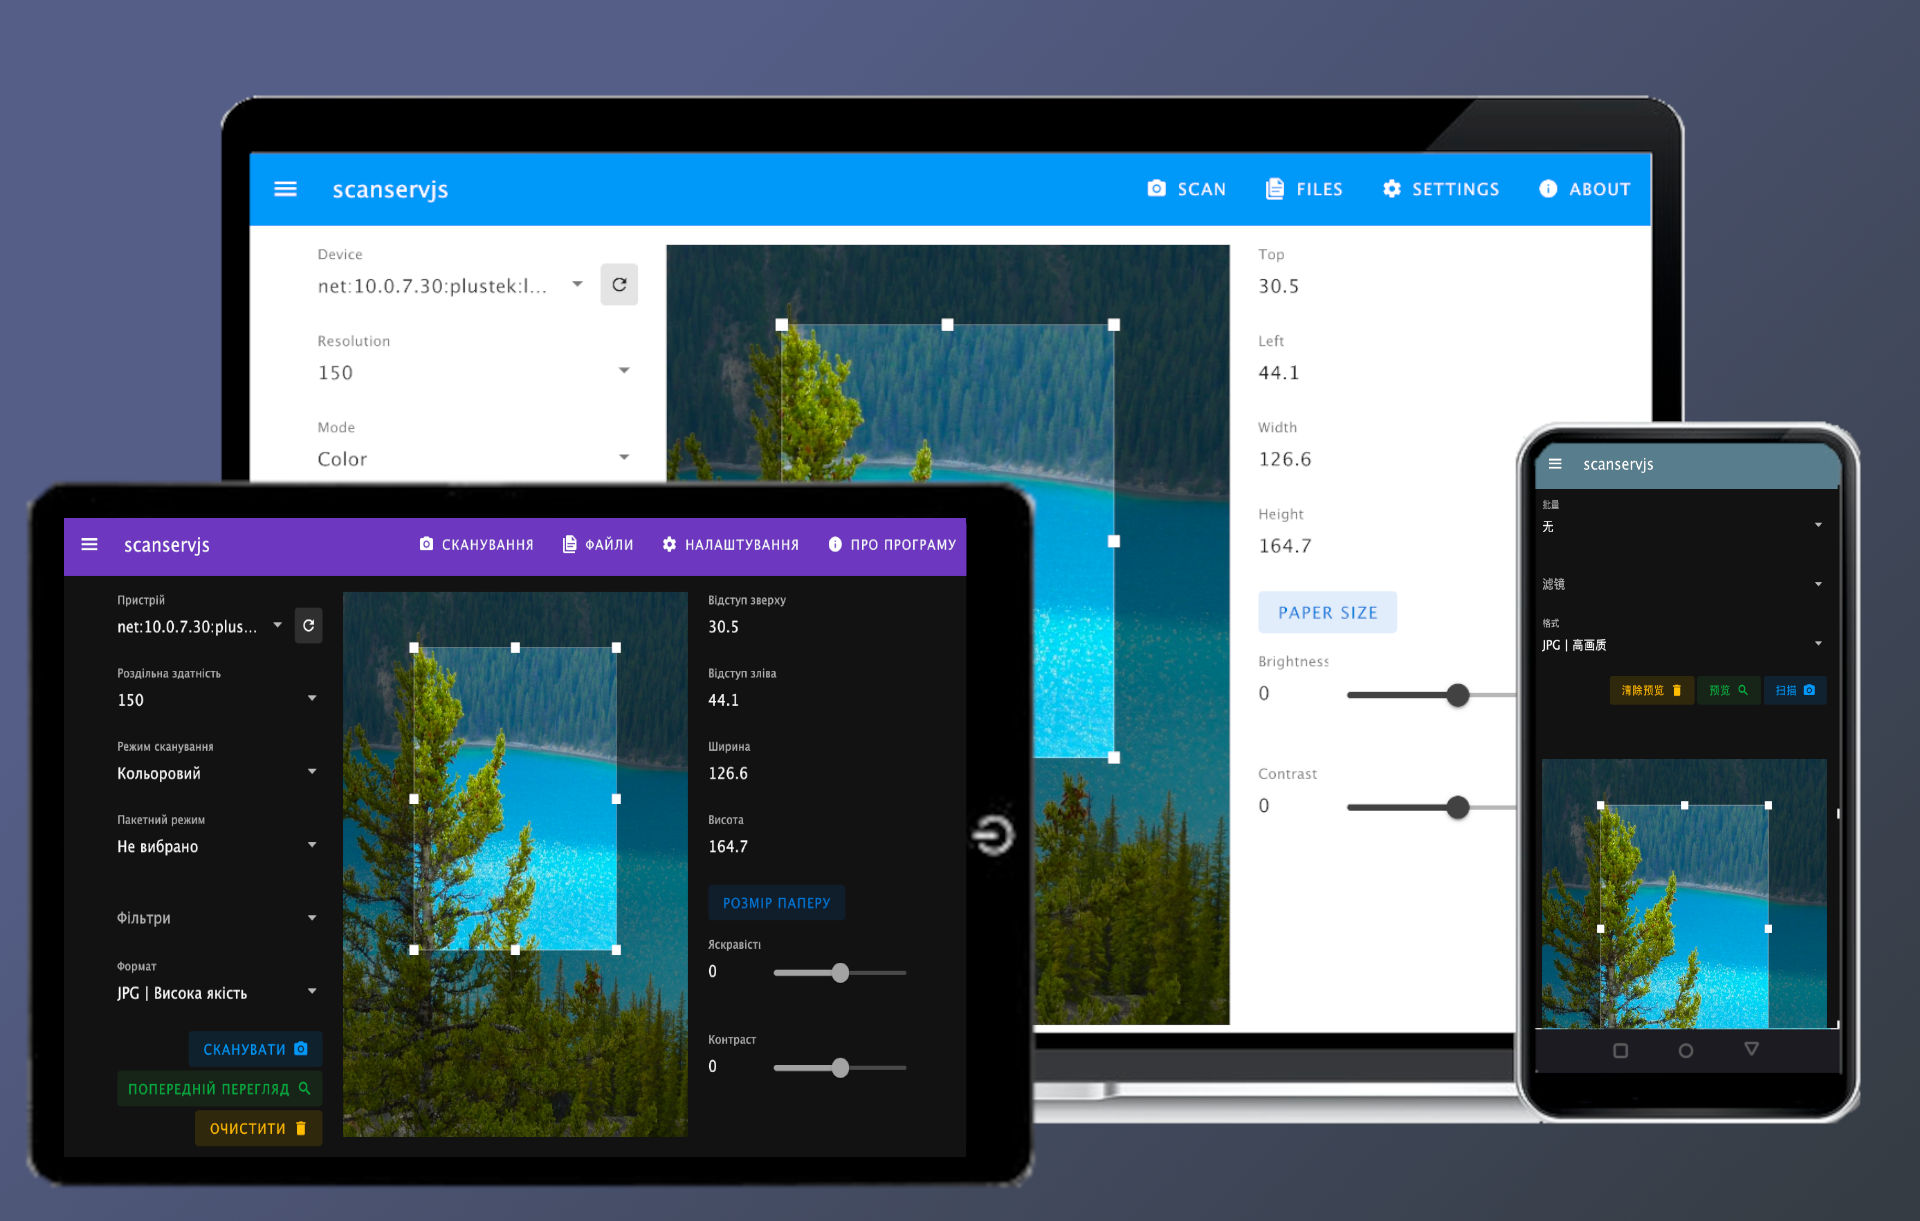 scanservjs
SCAN
FILES
SETTINGS
ABOUT
Device
net:10.0.7.30:plustek:l...
Resolution
150
Mode
Color
Top
30.5
Left
44.1
Width
126.6
Height
164.7
PAPER SIZE
Brightness
0
Contrast
0
scanservjs
СКАНУВАННЯ
ФАЙЛИ
НАЛАШТУВАННЯ
ПРО ПРОГРАМУ
Пристрій
net:10.0.7.30:plus...
Роздільна здатність
150
Режим сканування
Кольоровий
Пакетний режим
Не вибрано
Фільтри
Формат
JPG | Висока якість
СКАНУВАТИ
ПОПЕРЕДНІЙ ПЕРЕГЛЯД
ОЧИСТИТИ
Відступ зверху
30.5
Відступ зліва
44.1
Ширина
126.6
Висота
164.7
РОЗМІР ПАПЕРУ
Яскравість
0
Контраст
0
scanservjs
批量
无
滤镜
格式
JPG | 高画质
清除预览
预览
扫描